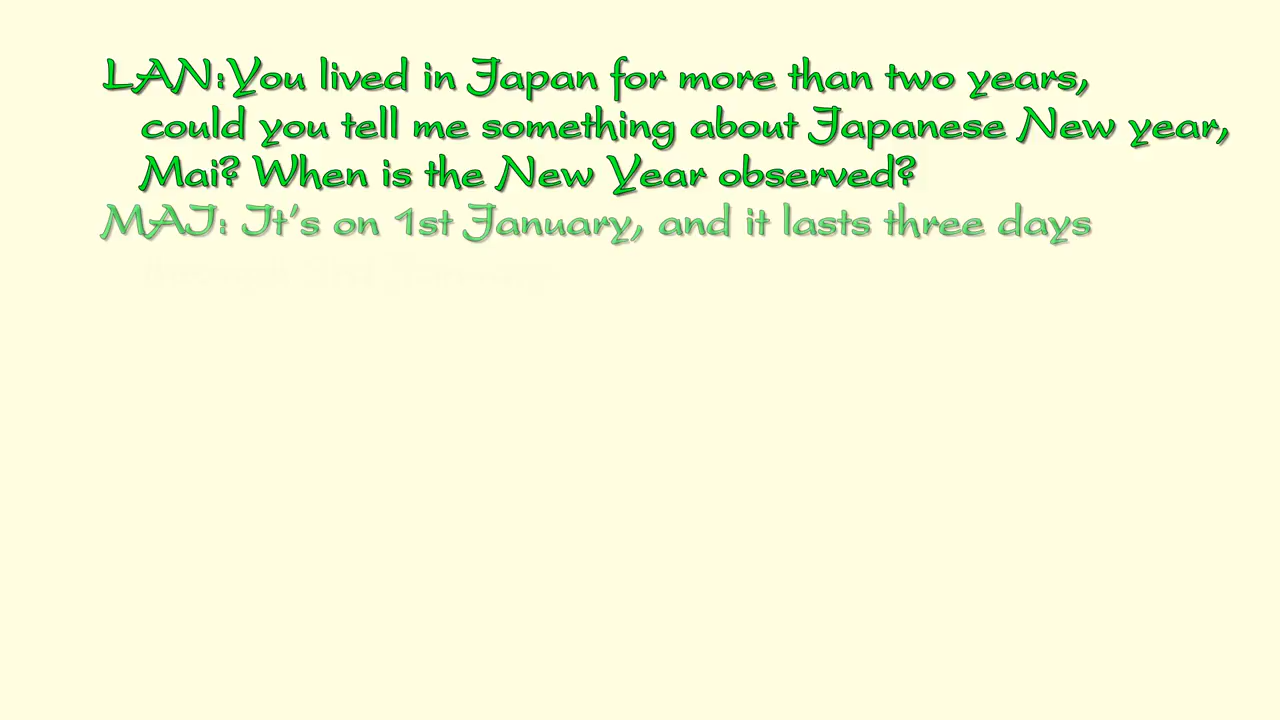 LAN:You lived in Japan for more than two years,
could you tell me something about Japanese New year,
Mai? When is the New Year observed?
MAI: It's on 1st January, and it lasts three days